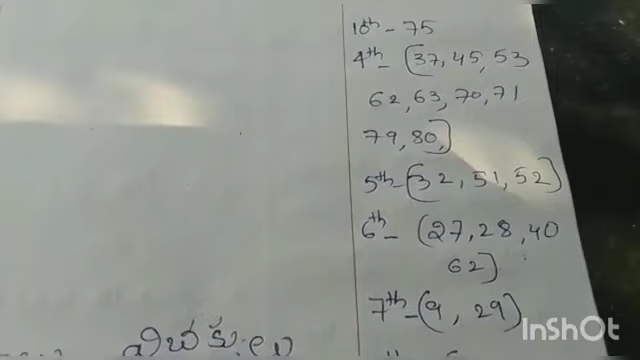 10th - 75
4th - (37, 45, 53
62, 63, 70, 71
79, 80,)
5th - (32, 51, 52)
6th - (27, 28, 40
62)
7th - (9, 29)
InShOt